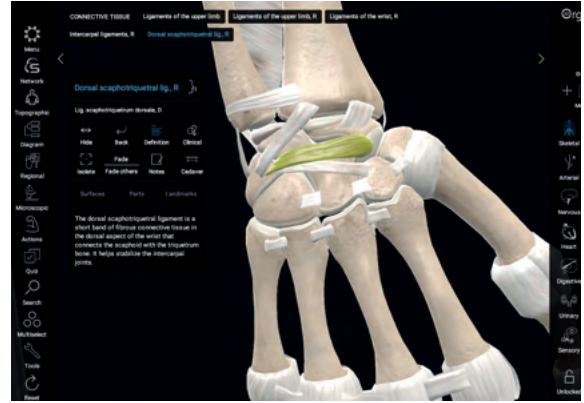 CONNECTIVE TISSUE
Ligaments of the upper limb
Ligaments of the upper limb, R
Ligaments of the wrist, R
Intercarpal ligaments, R
Dorsal scaphotriquetral lig., R
Org
Menu
Network
Topographic
Diagram
Regional
Microscopic
Actions
Quiz
Search
Multiselect
Tools
Reset
Dorsal scaphotriquetral lig., R
Lig. scaphotriquetrum dorsale, D
Hide
Back
Definition
Clinical
Isolate
Fade
Fade others
Notes
Cadaver
Surfaces
Parts
Landmarks
The dorsal scaphotriquetral ligament is a
short band of fibrous connective tissue in
the dorsal aspect of the wrist that
connects the scaphoid with the triquetrum
bone. It helps stabilize the intercarpal
joints.
Skeletal
Arterial
Nervous
Heart
Digestive
Urinary
Sensory
Unlocked